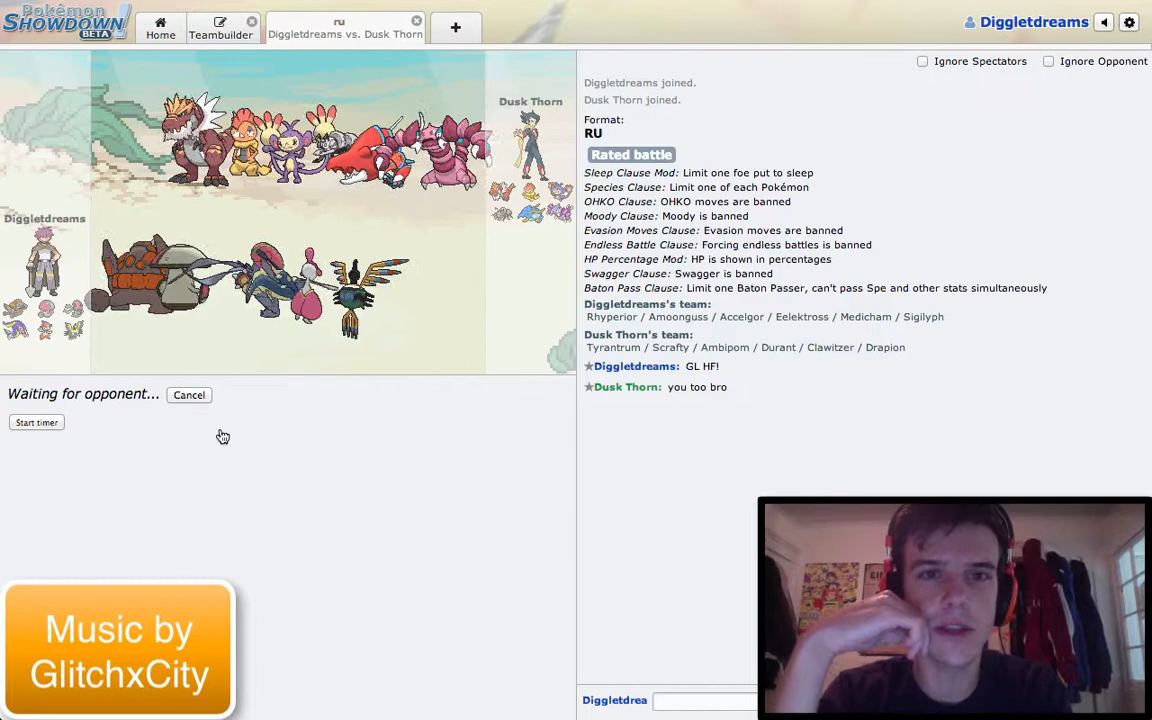 Pokémon
SHOWDOWN!
BETA
Home
Teambuilder
ru
Diggletdreams vs. Dusk Thorn
+
Diggletdreams
Ignore Spectators
Ignore Opponent
Dusk Thorn
Diggletdreams
Diggletdreams joined.
Dusk Thorn joined.
Format:
RU
Rated battle
Sleep Clause Mod: Limit one foe put to sleep
Species Clause: Limit one of each Pokémon
OHKO Clause: OHKO moves are banned
Moody Clause: Moody is banned
Evasion Moves Clause: Evasion moves are banned
Endless Battle Clause: Forcing endless battles is banned
HP Percentage Mod: HP is shown in percentages
Swagger Clause: Swagger is banned
Baton Pass Clause: Limit one Baton Passer, can't pass Spe and other stats simultaneously
Diggletdreams's team:
Rhyperior / Amoonguss / Accelgor / Eelektross / Medicham / Sigilyph
Dusk Thorn's team:
Tyrantrum / Scrafty / Ambipom / Durant / Clawitzer / Drapion
★Diggletdreams: GL HF!
★Dusk Thorn: you too bro
Waiting for opponent...
Cancel
Start timer
Music by
GlitchxCity
Diggletdrea